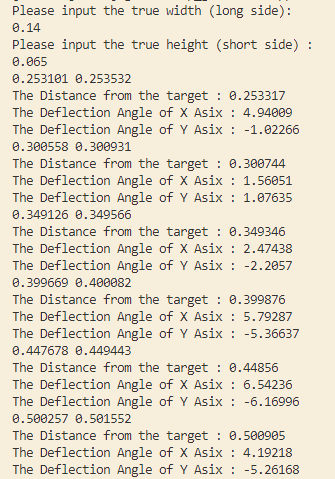 Please input the true width (long side):
0.14
Please input the true height (short side) :
0.065
0.253101 0.253532
The Distance from the target : 0.253317
The Deflection Angle of X Asix : 4.94009
The Deflection Angle of Y Asix : -1.02266
0.300558 0.300931
The Distance from the target : 0.300744
The Deflection Angle of X Asix : 1.56051
The Deflection Angle of Y Asix : 1.07635
0.349126 0.349566
The Distance from the target : 0.349346
The Deflection Angle of X Asix : 2.47438
The Deflection Angle of Y Asix : -2.2057
0.399669 0.400082
The Distance from the target : 0.399876
The Deflection Angle of X Asix : 5.79287
The Deflection Angle of Y Asix : -5.36637
0.447678 0.449443
The Distance from the target : 0.44856
The Deflection Angle of X Asix : 6.54236
The Deflection Angle of Y Asix : -6.16996
0.500257 0.501552
The Distance from the target : 0.500905
The Deflection Angle of X Asix : 4.19218
The Deflection Angle of Y Asix : -5.26168